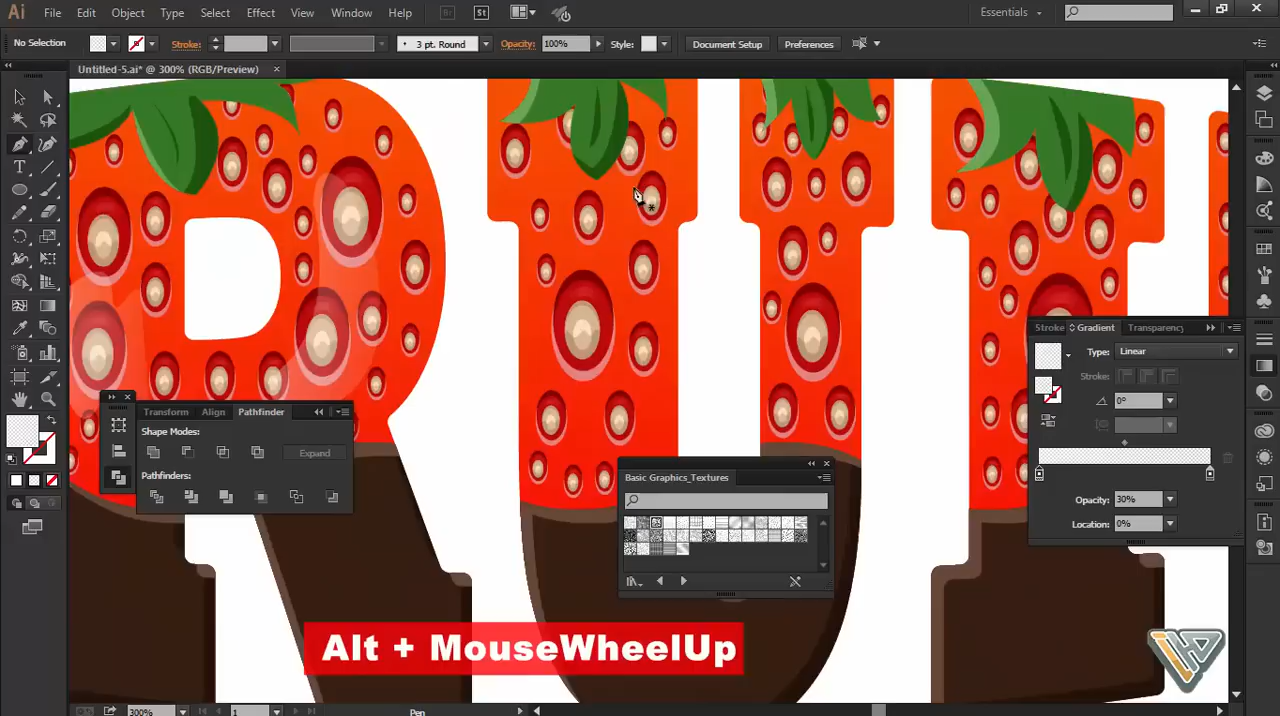 Ai File Edit Object Type Select Effect View Window Help Br St Essentials
No Selection Stroke: 3 pt. Round Opacity: 100% Style: Document Setup Preferences
Untitled-5.ai* @ 300% (RGB/Preview)
Stroke Gradient Transparency
Type: Linear
Stroke:
0°
Transform Align Pathfinder
Shape Modes:
Expand
Pathfinders:
Basic Graphics_Textures
Opacity: 30%
Location: 0%
Alt + MouseWheelUp
300% 1 Pen